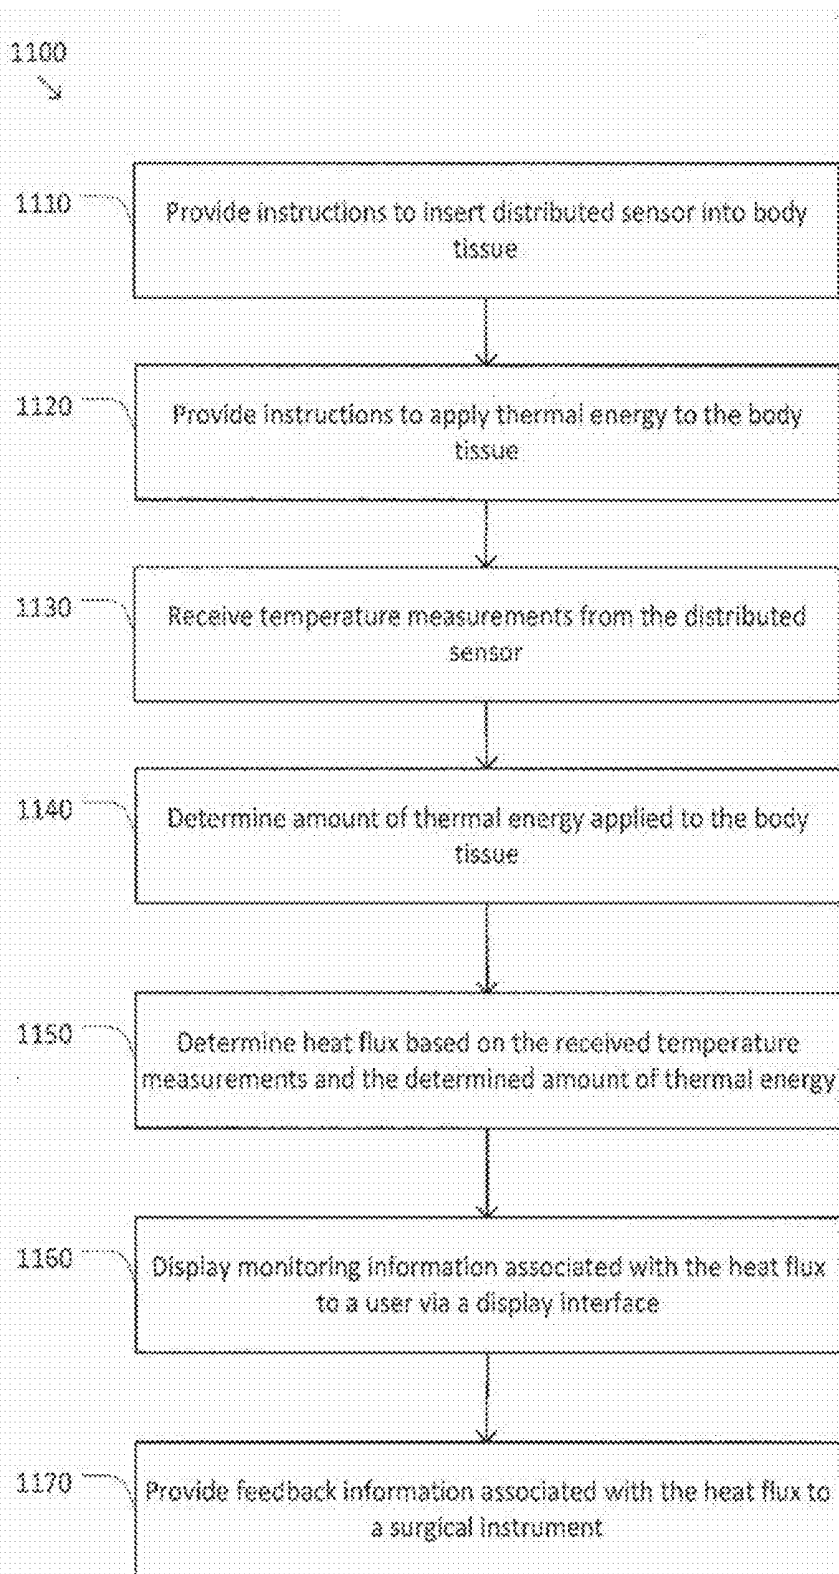 1100
1110
Provide instructions to insert distributed sensor into body
tissue
1120
Provide instructions to apply thermal energy to the body
tissue
1130
Receive temperature measurements from the distributed
sensor
1140
Determine amount of thermal energy applied to the body
tissue
1150
Determine heat flux based on the received temperature
measurements and the determined amount of thermal energy
1160
Display monitoring information associated with the heat flux
to a user via a display interface
1170
Provide feedback information associated with the heat flux to
a surgical instrument